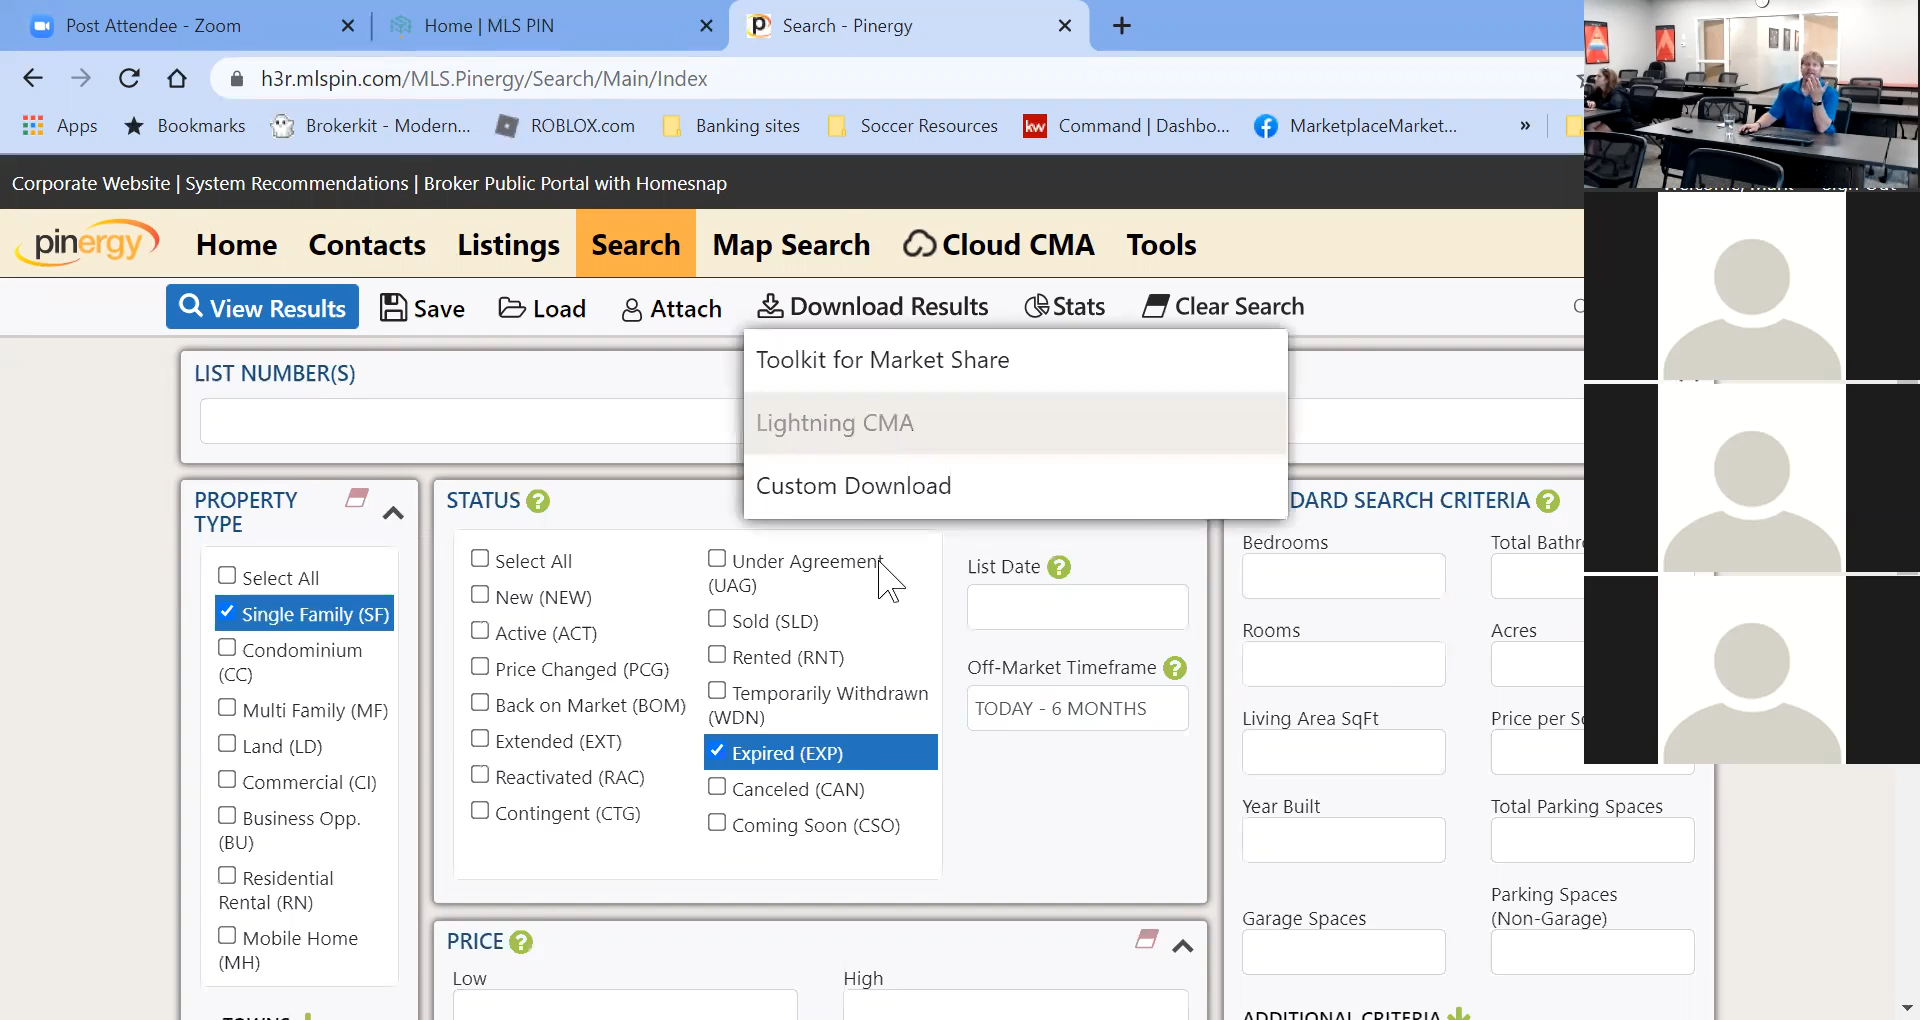 Post Attendee - Zoom
Home | MLS PIN
Search - Pinergy
h3r.mlspin.com/MLS.Pinergy/Search/Main/Index
Apps
Bookmarks
Brokerkit - Modern...
ROBLOX.com
Banking sites
Soccer Resources
kw
Command | Dashbo...
MarketplaceMarket...
»
Corporate Website | System Recommendations | Broker Public Portal with Homesnap
pinergy
Home
Contacts
Listings
Search
Map Search
Cloud CMA
Tools
View Results
Save
Load
Attach
Download Results
Stats
Clear Search
Toolkit for Market Share
Lightning CMA
Custom Download
LIST NUMBER(S)
PROPERTY
TYPE
Select All
Single Family (SF)
Condominium
(CC)
Multi Family (MF)
Land (LD)
Commercial (CI)
Business Opp.
(BU)
Residential
Rental (RN)
Mobile Home
(MH)
STATUS ?
Select All
New (NEW)
Active (ACT)
Price Changed (PCG)
Back on Market (BOM)
Extended (EXT)
Reactivated (RAC)
Contingent (CTG)
Under Agreement
(UAG)
Sold (SLD)
Rented (RNT)
Temporarily Withdrawn
(WDN)
Expired (EXP)
Canceled (CAN)
Coming Soon (CSO)
List Date ?
Off-Market Timeframe ?
TODAY - 6 MONTHS
PRICE ?
Low
High
DARD SEARCH CRITERIA ?
Bedrooms
Total Bathr
Rooms
Acres
Living Area SqFt
Price per S
Year Built
Total Parking Spaces
Garage Spaces
Parking Spaces
(Non-Garage)
ADDITIONAL CRITERIA